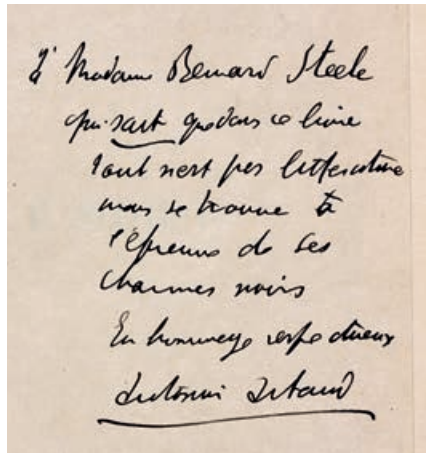 à Madame Bernard Steele
qui sait que dans ce livre
tout n'est pas littérature
mais se trouve à
l'épreuve de ses
charmes noirs
En hommage respectueux
Antonin Artaud